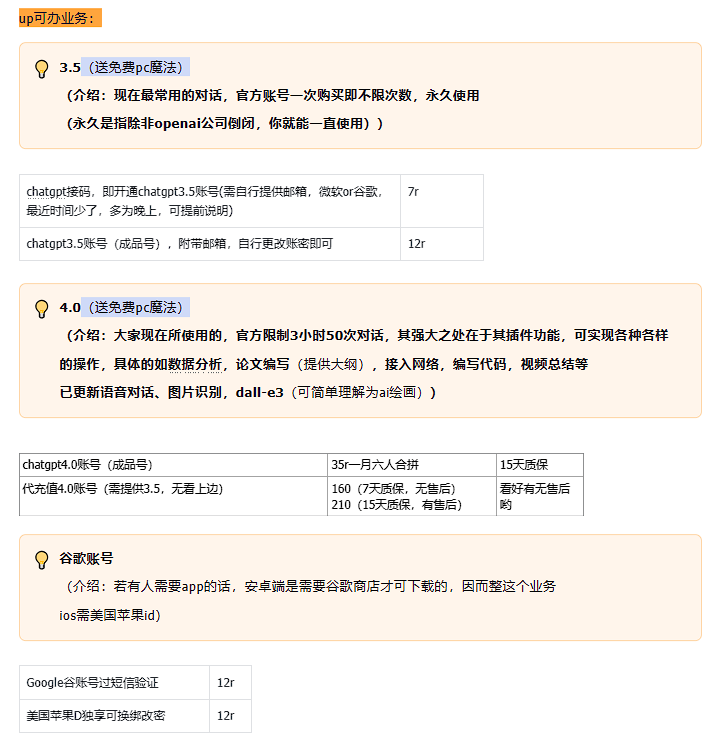 up可办业务：
3.5（送免费pc魔法）
（介绍：现在最常用的对话，官方账号一次购买即不限次数，永久使用
（永久是指除非openai公司倒闭，你就能一直使用））
chatgpt接码，即开通chatgpt3.5账号(需自行提供邮箱，微软or谷歌，
最近时间少了，多为晚上，可提前说明)
7r
chatgpt3.5账号（成品号），附带邮箱，自行更改账密即可
12r
4.0（送免费pc魔法）
（介绍：大家现在所使用的，官方限制3小时50次对话，其强大之处在于其插件功能，可实现各种各样
的操作，具体的如数据分析，论文编写（提供大纲），接入网络，编写代码，视频总结等
已更新语音对话、图片识别，dall-e3（可简单理解为ai绘画））
chatgpt4.0账号（成品号）
35r一月六人合拼
15天质保
代充值4.0账号（需提供3.5，无看上边）
160（7天质保，无售后）
210（15天质保，有售后）
看好有无售后
哟
谷歌账号
（介绍：若有人需要app的话，安卓端是需要谷歌商店才可下载的，因而整这个业务
ios需美国苹果id）
Google谷账号过短信验证
12r
美国苹果D独享可换绑改密
12r